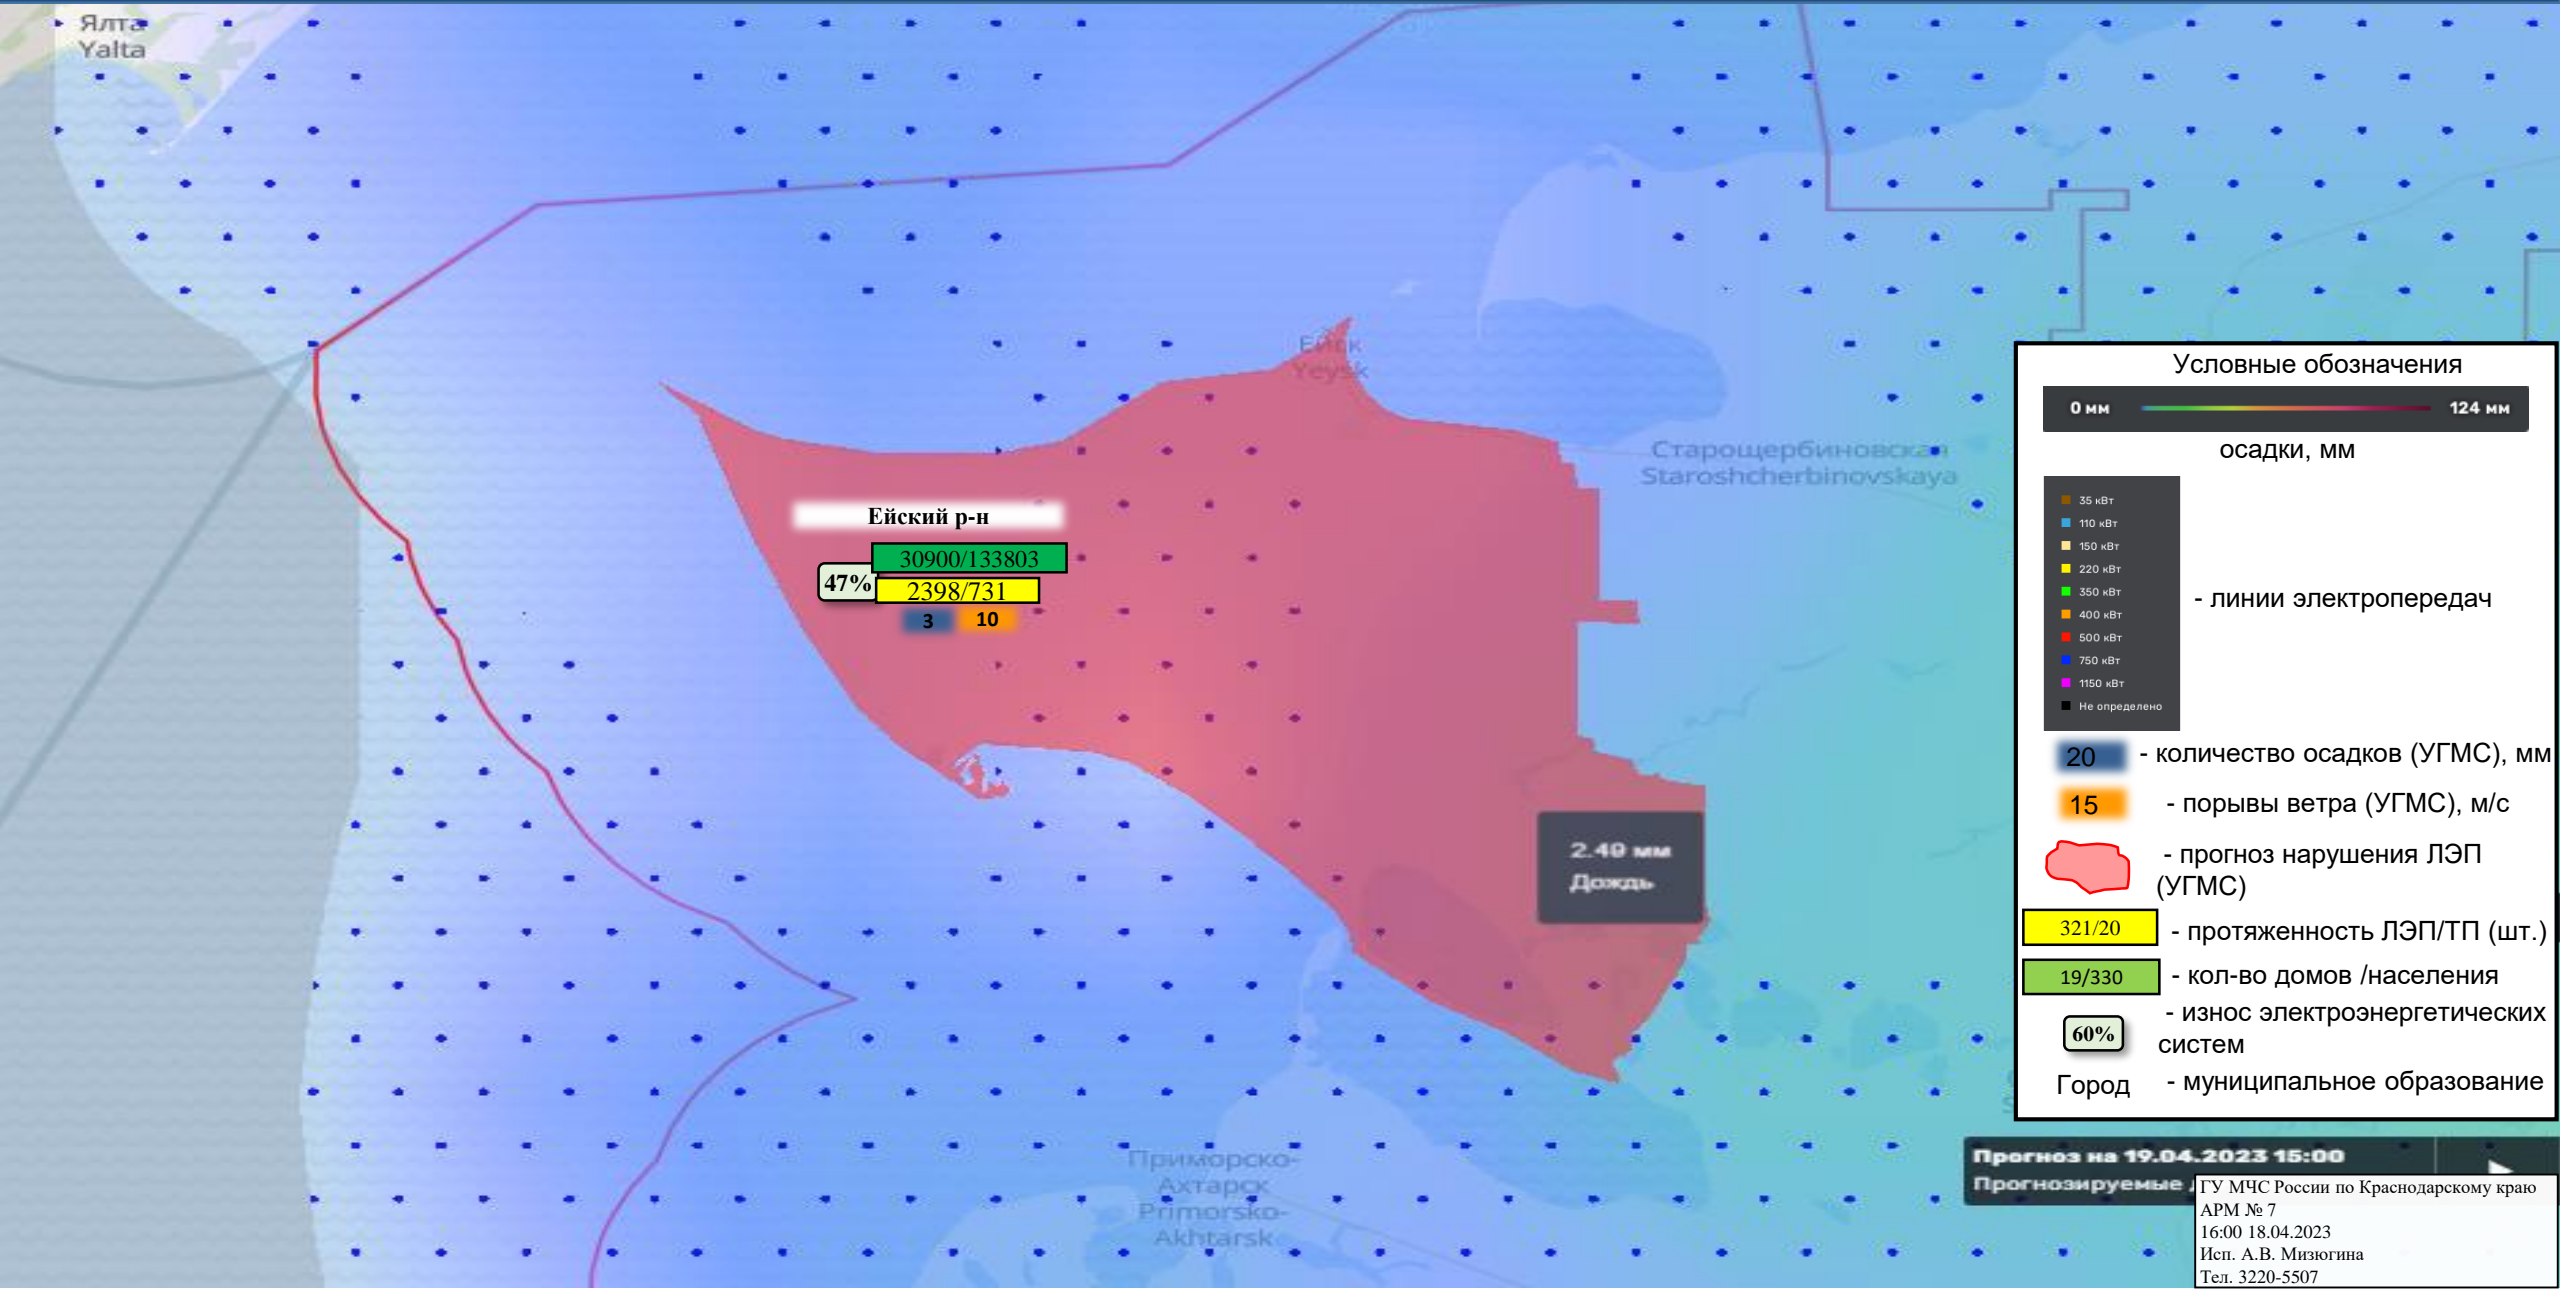 Ялта
Yalta
Ейск
Yeysk
Старощербиновская
Staroshcherbinovskaya
Ейский р-н
30900/133803
47%
2398/731
3
10
2.40 мм
Дождь
Приморско-
Ахтарск
Primorsko-
Akhtarsk
Условные обозначения
0 мм
124 мм
осадки, мм
35 кВт
110 кВт
150 кВт
220 кВт
350 кВт
400 кВт
500 кВт
750 кВт
1150 кВт
Не определено
- линии электропередач
20 - количество осадков (УГМС), мм
15 - порывы ветра (УГМС), м/с
- прогноз нарушения ЛЭП
(УГМС)
321/20 - протяженность ЛЭП/ТП (шт.)
19/330 - кол-во домов /населения
60% - износ электроэнергетических
систем
Город - муниципальное образование
Прогноз на 19.04.2023 15:00
Прогнозируемые
ГУ МЧС России по Краснодарскому краю
АРМ № 7
16:00 18.04.2023
Исп. А.В. Мизюгина
Тел. 3220-5507